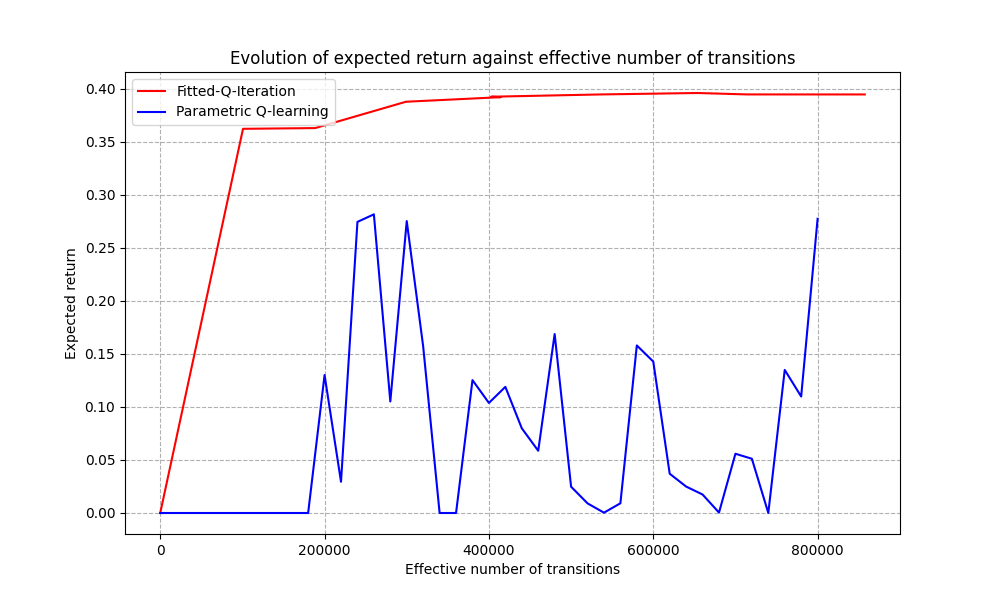 Evolution of expected return against effective number of transitions
Fitted-Q-Iteration
Parametric Q-learning
0.40
0.35
0.30
0.25
0.20
0.15
0.10
0.05
0.00
Expected return
0 200000 400000 600000 800000
Effective number of transitions